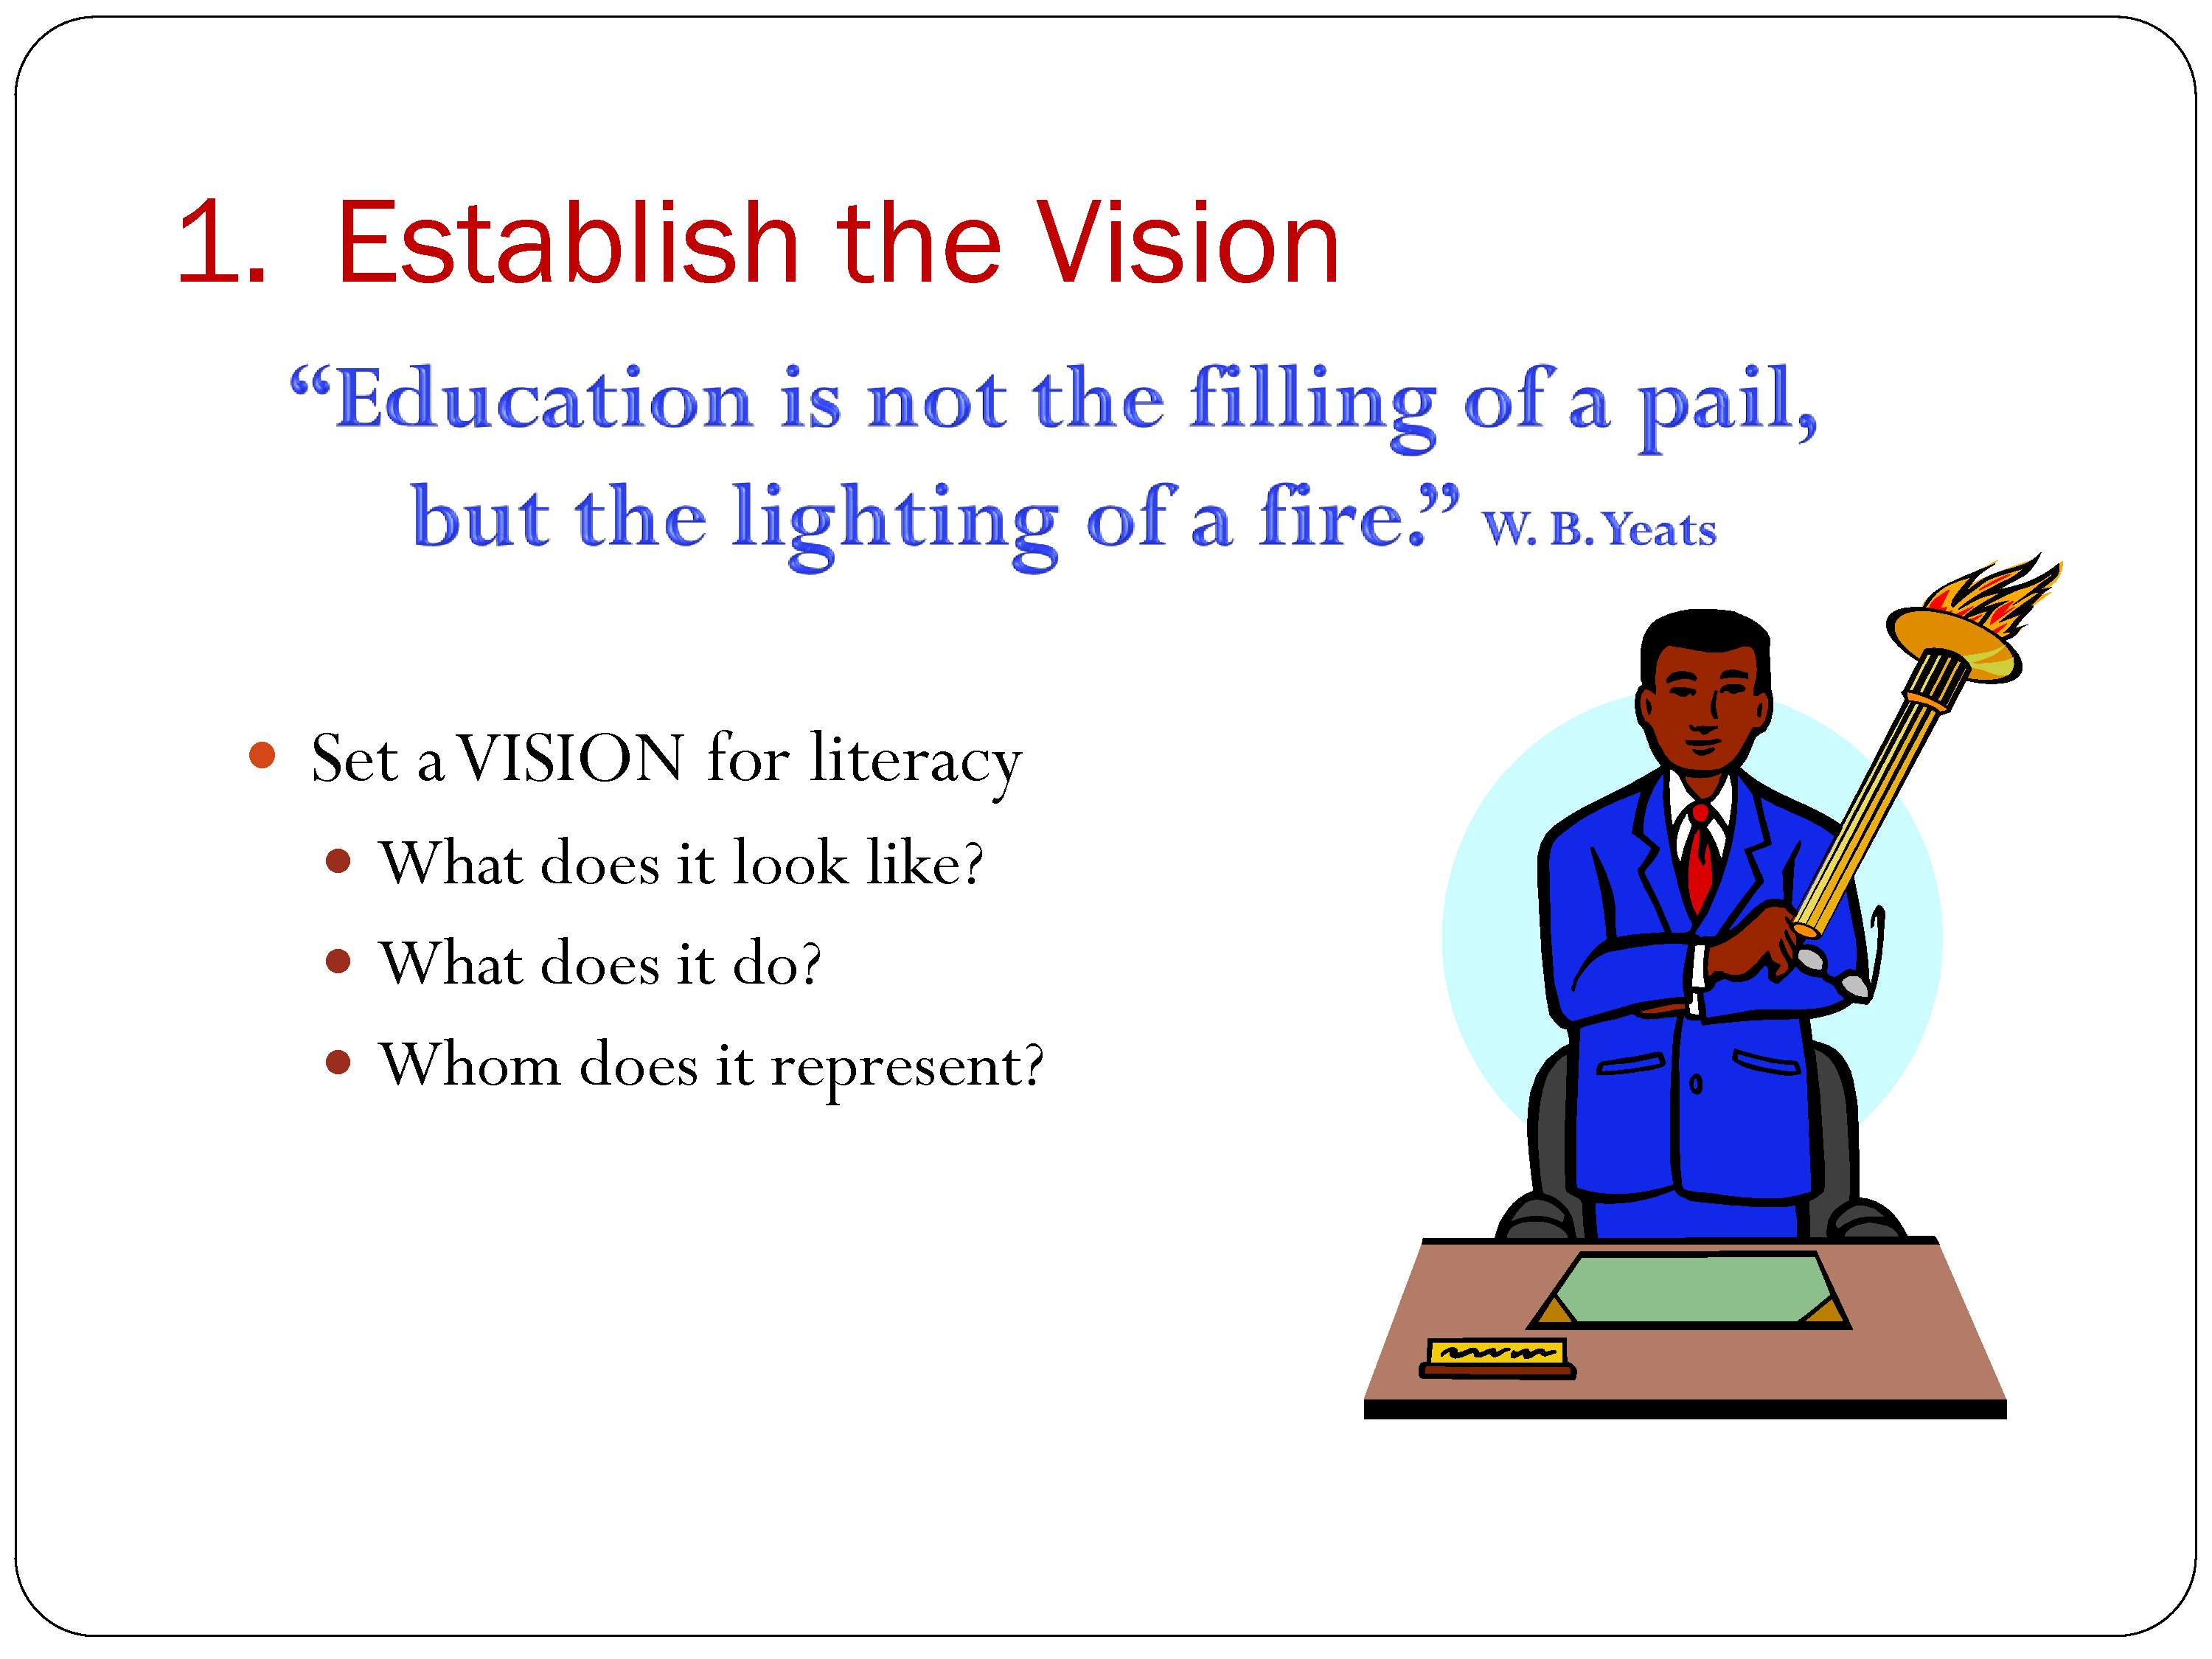 1. Establish the Vision
“Education is not the filling of a pail,
but the lighting of a fire.” W. B. Yeats
• Set a VISION for literacy
• What does it look like?
• What does it do?
• Whom does it represent?